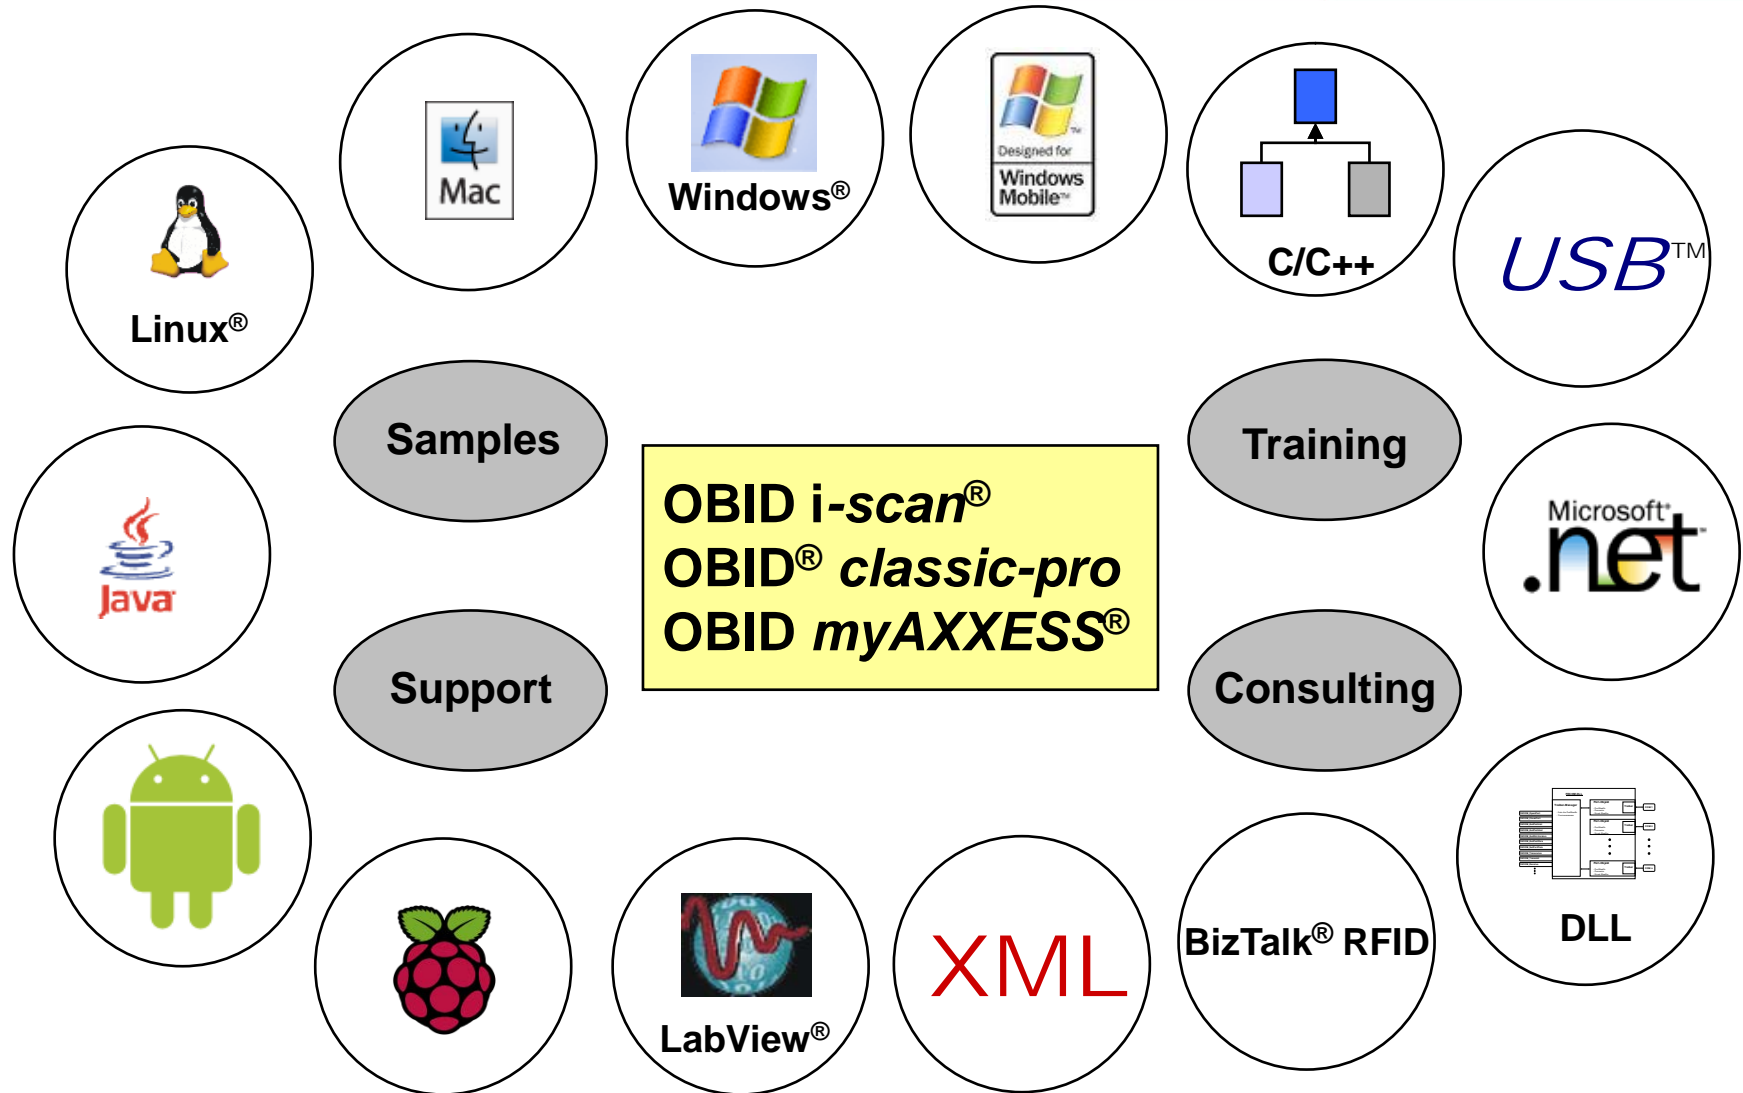 Mac
Windows®
Designed for
Windows
Mobile™
C/C++
USB™
Linux®
Samples
Training
OBID i-scan®
OBID® classic-pro
OBID myAXXESS®
Java
Microsoft®
.net
Support
Consulting
DLL
BizTalk® RFID
XML
LabView®